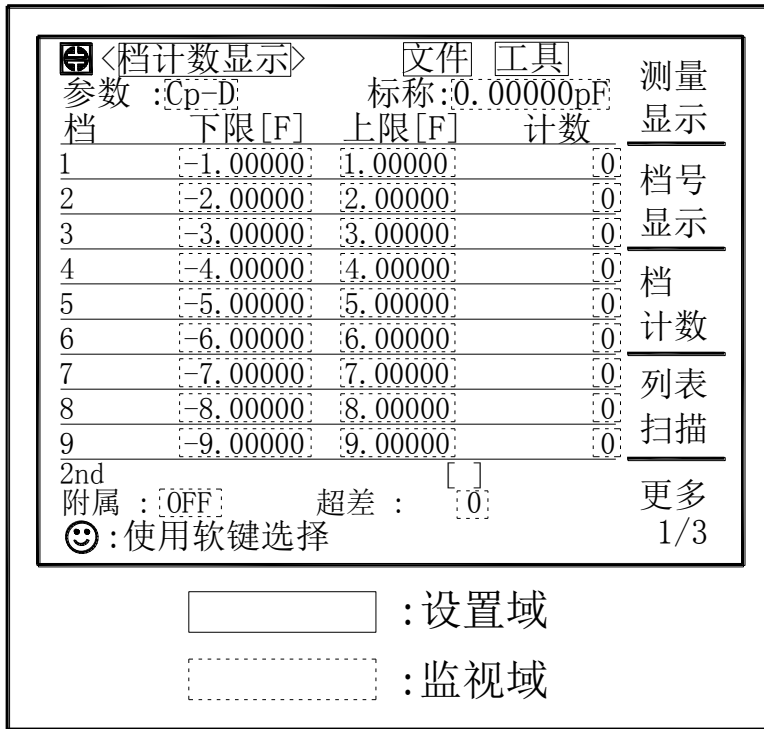 <档计数显示> 文件 工具
参数 :Cp-D 标称:0.00000pF
档 下限[F] 上限[F] 计数
1 -1.00000 1.00000 0
2 -2.00000 2.00000 0
3 -3.00000 3.00000 0
4 -4.00000 4.00000 0
5 -5.00000 5.00000 0
6 -6.00000 6.00000 0
7 -7.00000 7.00000 0
8 -8.00000 8.00000 0
9 -9.00000 9.00000 0
2nd [ ]
附属 : OFF 超差 : 0
:使用软键选择
测量
显示
档号
显示
档
计数
列表
扫描
更多
1/3
:设置域
:监视域